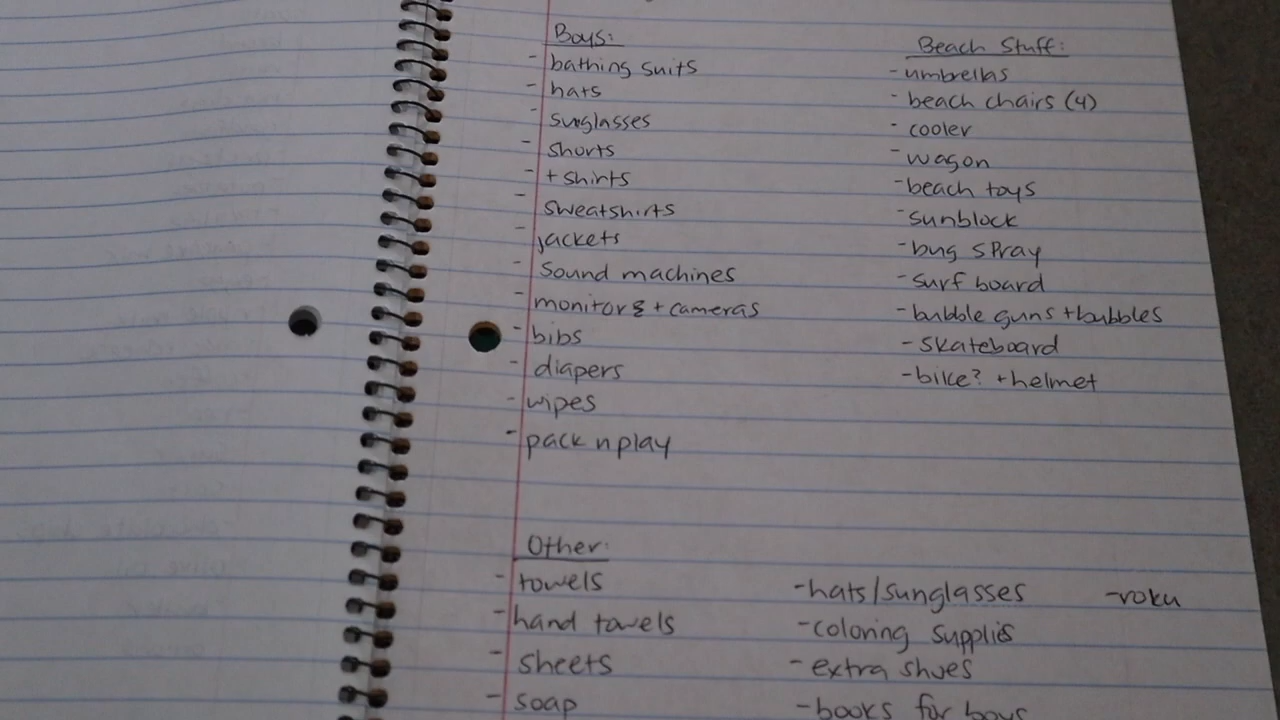 Boys:
- bathing suits
- hats
- sunglasses
- shorts
- t shirts
- sweatshirts
- jackets
- sound machines
- monitors + cameras
- bibs
- diapers
- wipes
- pack n play
Beach Stuff:
- umbrellas
- beach chairs (4)
- cooler
- wagon
- beach toys
- sunblock
- bug spray
- surf board
- bubble guns + bubbles
- skateboard
- bike? + helmet
Other:
- towels
- hand towels
- sheets
- soap
- hats/sunglasses
- coloring supplies
- extra shoes
- books for boys
- roku